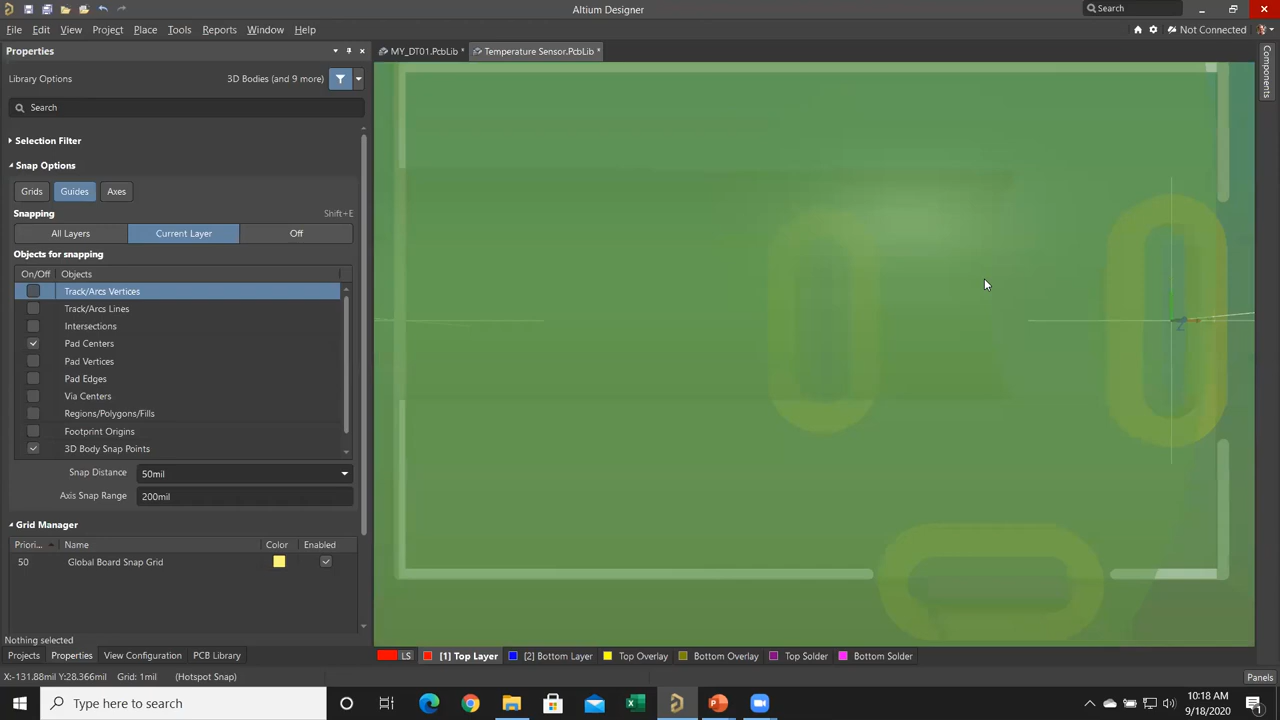 Altium Designer
Search
File Edit View Project Place Tools Reports Window Help
Not Connected
Properties
MY_DT01.PcbLib *
Temperature Sensor.PcbLib *
Components
Library Options
3D Bodies (and 9 more)
Search
Selection Filter
Snap Options
Grids Guides Axes
Snapping Shift+E
All Layers Current Layer Off
Objects for snapping
On/Off Objects
Track/Arcs Vertices
Track/Arcs Lines
Intersections
Pad Centers
Pad Vertices
Pad Edges
Via Centers
Regions/Polygons/Fills
Footprint Origins
3D Body Snap Points
Snap Distance 50mil
Axis Snap Range 200mil
Grid Manager
Priori... Name Color Enabled
50 Global Board Snap Grid
Z
Nothing selected
Projects Properties View Configuration PCB Library
LS [1] Top Layer [2] Bottom Layer Top Overlay Bottom Overlay Top Solder Bottom Solder
X:-131.88mil Y:28.366mil Grid: 1mil (Hotspot Snap)
Panels
Type here to search
10:18 AM
9/18/2020
1